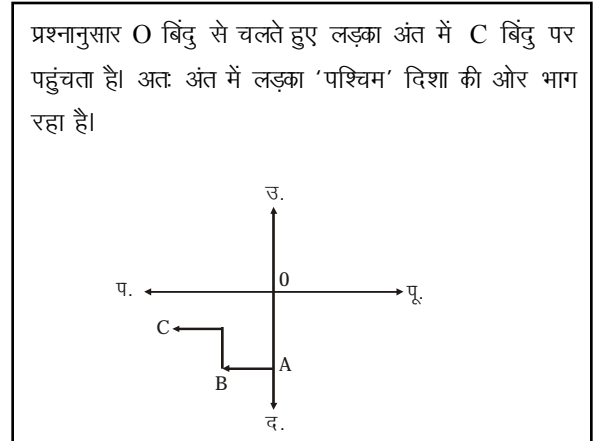 प्रश्नानुसार O बिंदु से चलते हुए लड़का अंत में C बिंदु पर
पहुंचता है। अतः अंत में लड़का ‘पश्चिम’ दिशा की ओर भाग
रहा है।
उ.
0
प.
पू.
C
A
B
द.